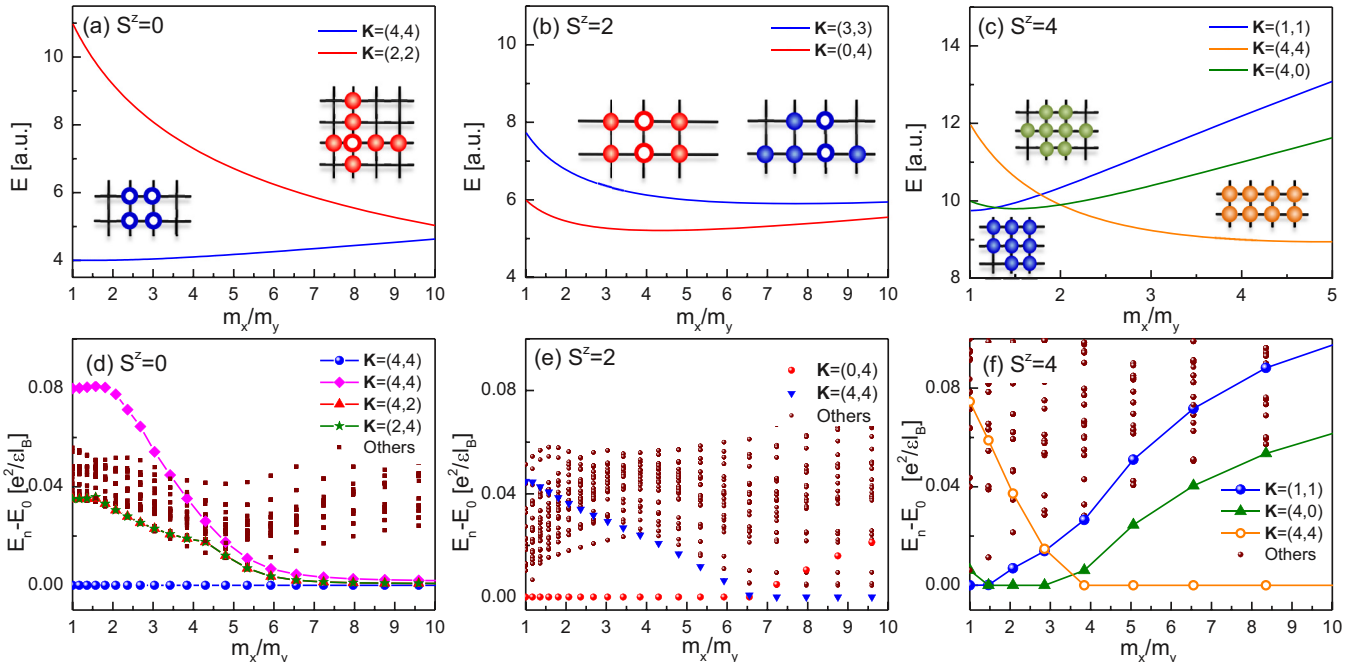 (a) S^z=0
K=(4,4)
K=(2,2)
E [a.u.]
10
8
6
4
1 2 3 4 5 6 7 8 9 10
m_x/m_y
(b) S^z=2
K=(3,3)
K=(0,4)
E [a.u.]
10
8
6
4
1 2 3 4 5 6 7 8 9 10
m_x/m_y
(c) S^z=4
K=(1,1)
K=(4,4)
K=(4,0)
E [a.u.]
14
12
10
8
1 2 3 4 5
m_x/m_y
(d) S^z=0
K=(4,4)
K=(4,4)
K=(4,2)
K=(2,4)
Others
E_n-E_0 [e^2/εl_B]
0.08
0.04
0.00
1 2 3 4 5 6 7 8 9 10
m_x/m_y
(e) S^z=2
K=(0,4)
K=(4,4)
Others
E_n-E_0 [e^2/εl_B]
0.08
0.04
0.00
1 2 3 4 5 6 7 8 9 10
m_x/m_y
(f) S^z=4
K=(1,1)
K=(4,0)
K=(4,4)
Others
E_n-E_0 [e^2/εl_B]
0.08
0.04
0.00
1 2 3 4 5 6 7 8 9 10
m_x/m_y